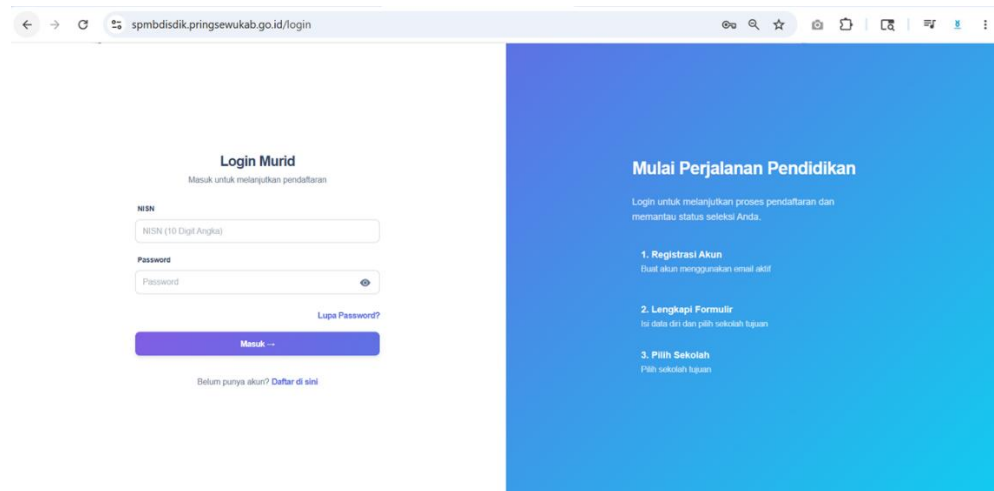 spmbdisdik.pringsewukab.go.id/login
Login Murid
Masuk untuk melanjutkan pendaftaran
NISN
NISN (10 Digit Angka)
Password
Password
Lupa Password?
Masuk →
Belum punya akun? Daftar di sini
Mulai Perjalanan Pendidikan
Login untuk melanjutkan proses pendaftaran dan
memantau status seleksi Anda.
1. Registrasi Akun
Buat akun menggunakan email aktif
2. Lengkapi Formulir
Isi data diri dan pilih sekolah tujuan
3. Pilih Sekolah
Pilih sekolah tujuan